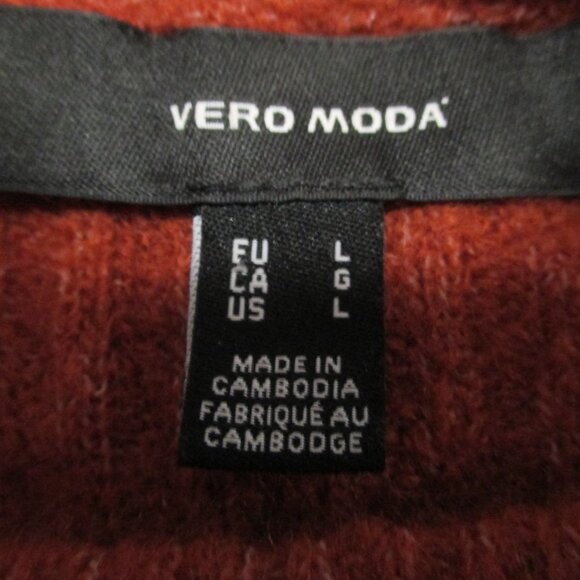 VERO MODA
EU L
CA G
US L
MADE IN
CAMBODIA
FABRIQUÉ AU
CAMBODGE